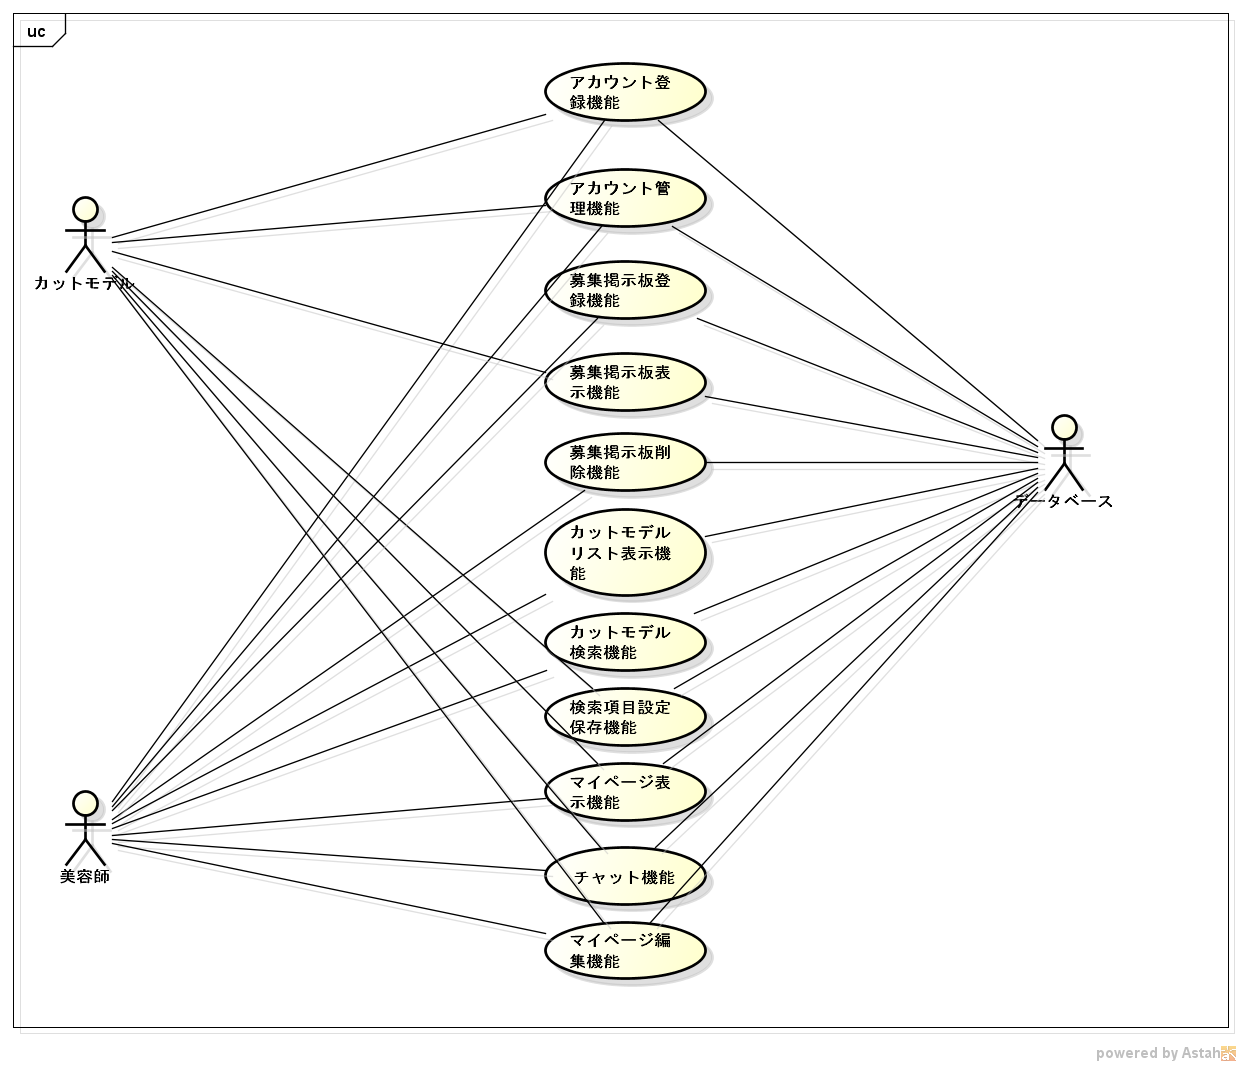 uc
アカウント登
録機能
アカウント管
理機能
カットモデル
募集掲示板登
録機能
募集掲示板表
示機能
募集掲示板削
除機能
データベース
カットモデル
リスト表示機
能
カットモデル
検索機能
検索項目設定
保存機能
マイページ表
示機能
美容師
チャット機能
マイページ編
集機能
powered by Astah